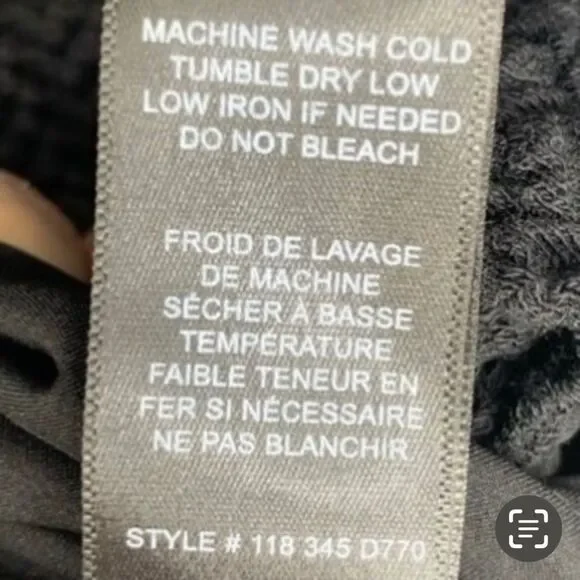 MACHINE WASH COLD
TUMBLE DRY LOW
LOW IRON IF NEEDED
DO NOT BLEACH
FROID DE LAVAGE
DE MACHINE
SÉCHER À BASSE
TEMPÉRATURE
FAIBLE TENEUR EN
FER SI NÉCESSAIRE
NE PAS BLANCHIR
STYLE # 118 345 D770